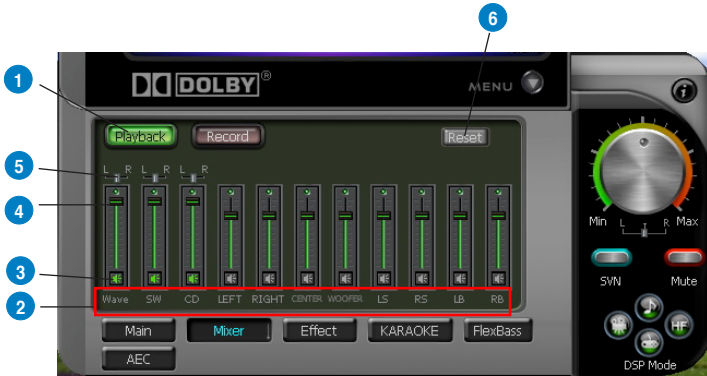 6
1
DOLBY®
MENU
i
Playback Record Reset
5
L R L R L R
4
Min L R Max
3
SVN Mute
2
Wave SW CD LEFT RIGHT CENTER WOOFER LS RS LB RB
Main Mixer Effect KARAOKE FlexBass
HF
AEC
DSP Mode